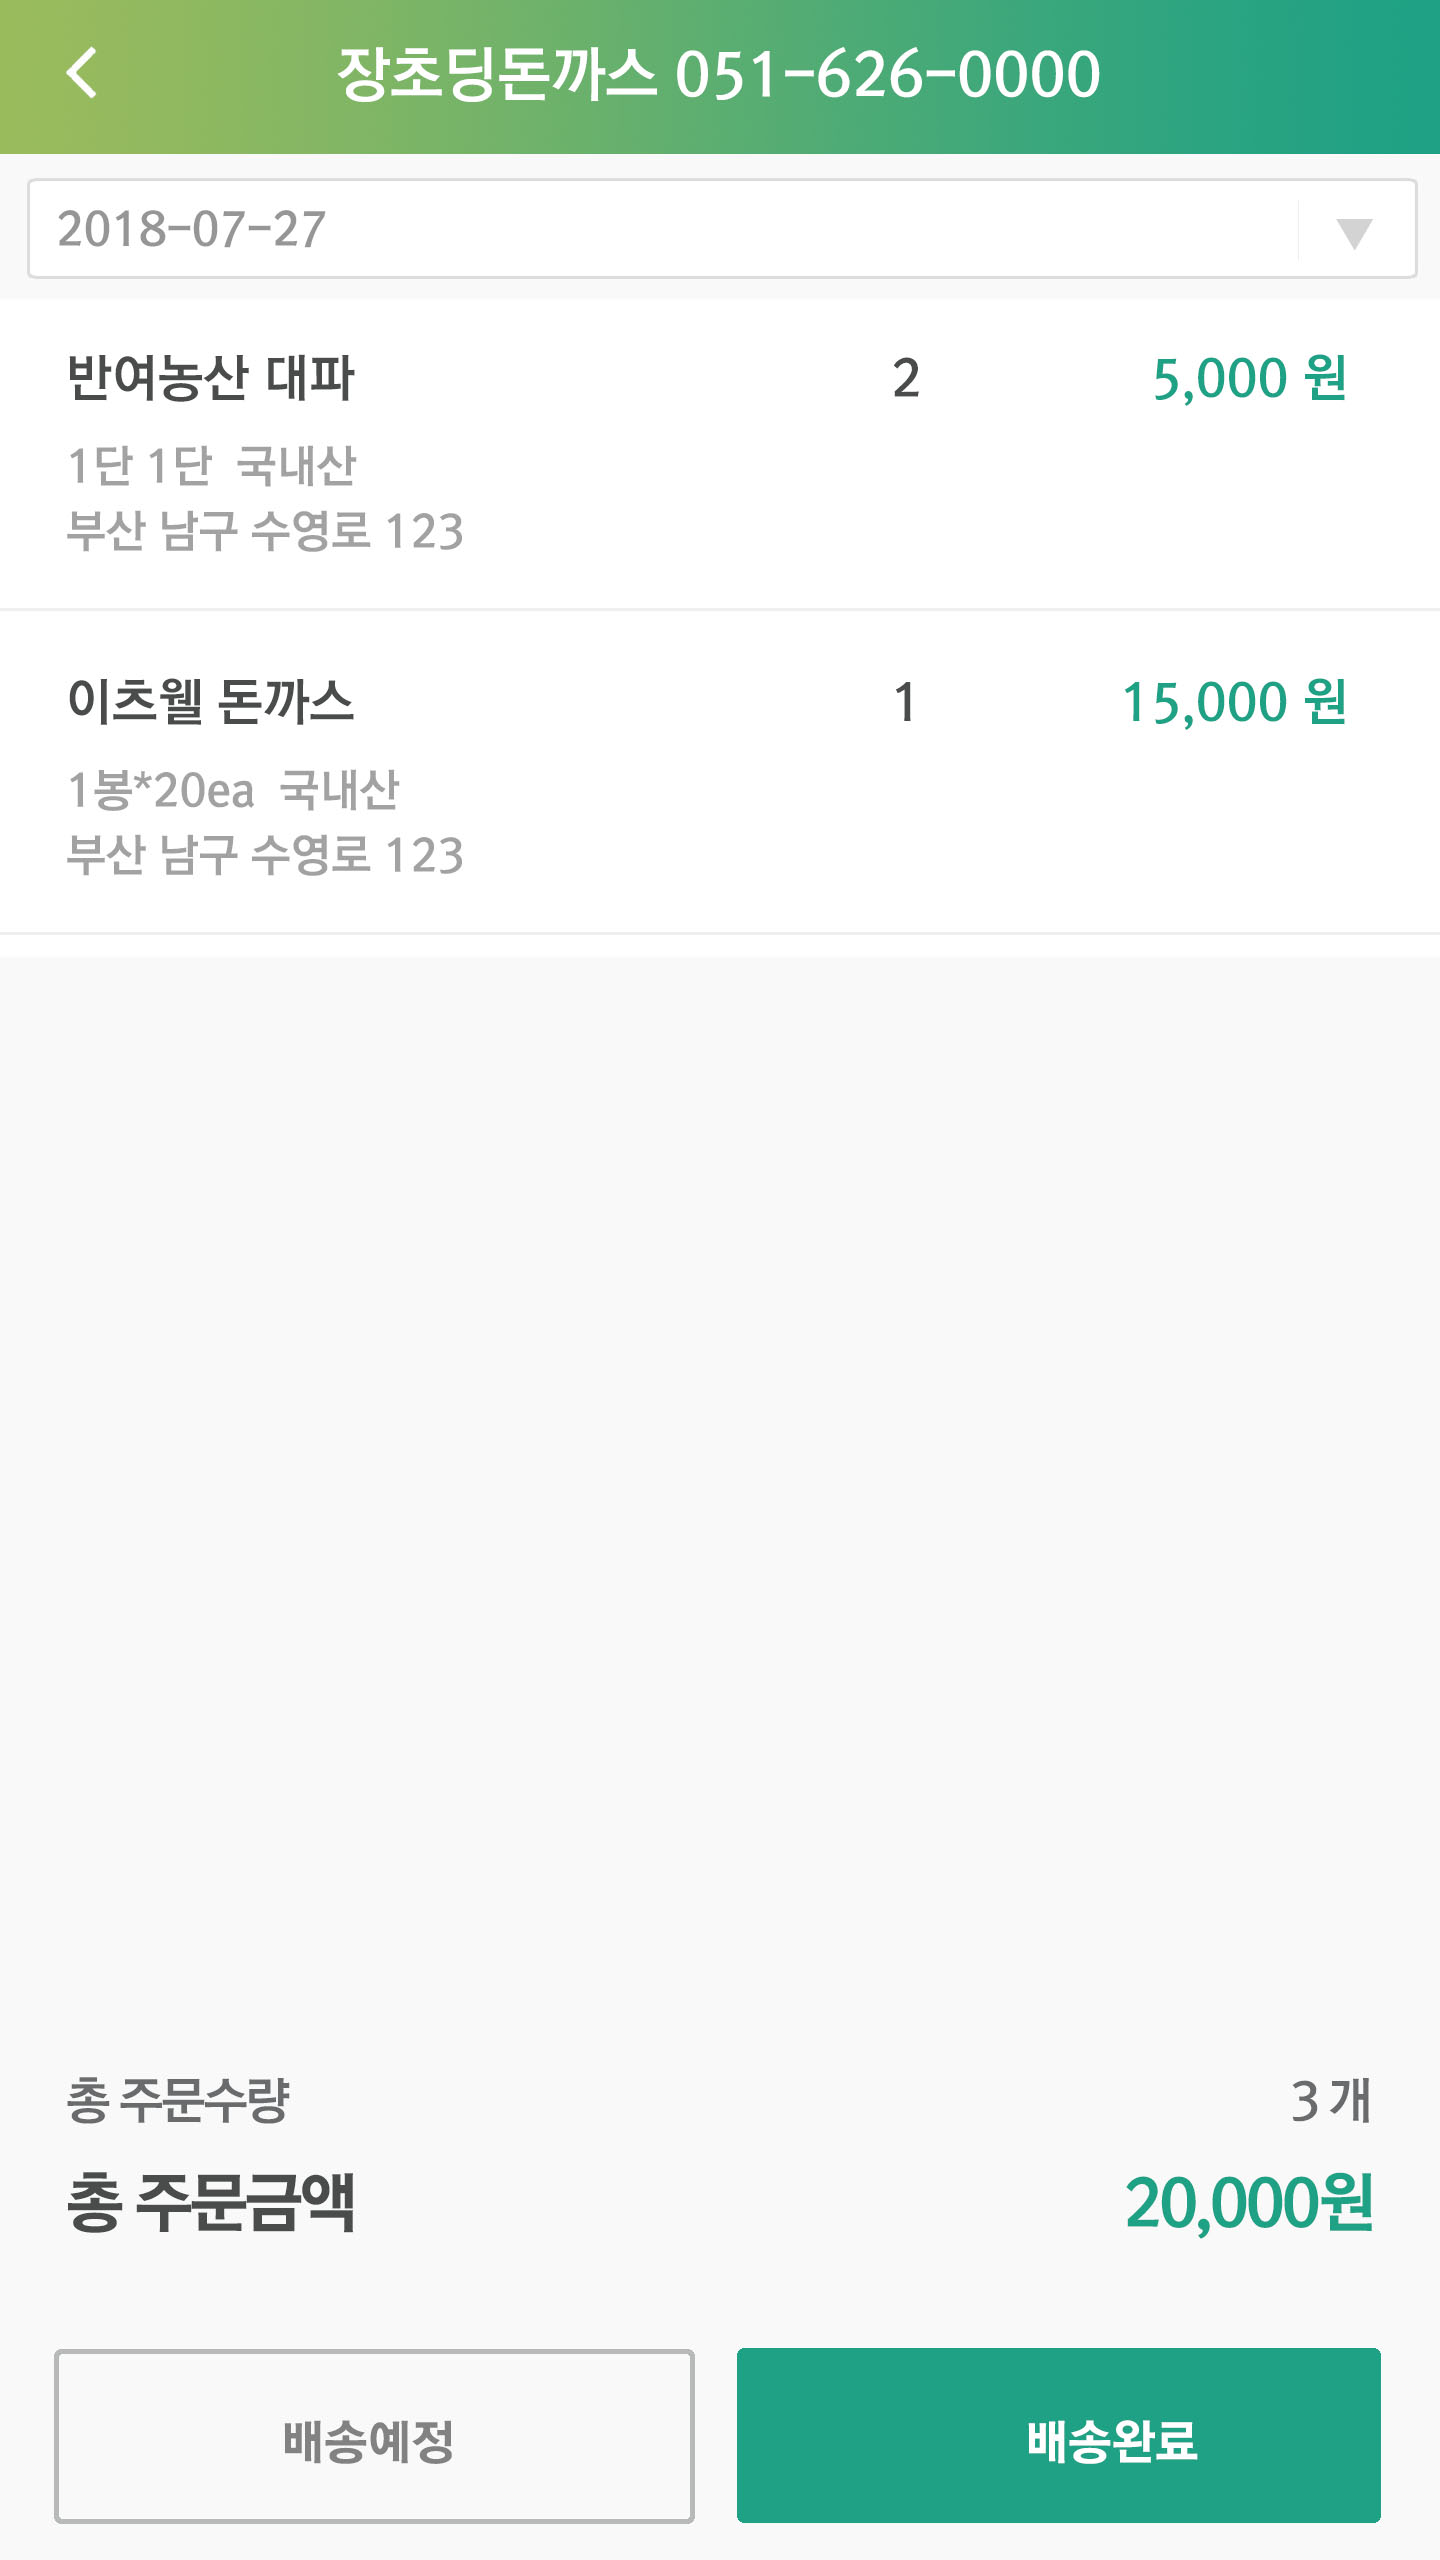 장초딩돈까스 051-626-0000
2018-07-27
반여농산 대파 2 5,000 원
1단 1단 국내산
부산 남구 수영로 123
이츠웰 돈까스 1 15,000 원
1봉*20ea 국내산
부산 남구 수영로 123
총 주문수량 3 개
총 주문금액 20,000원
배송예정 배송완료